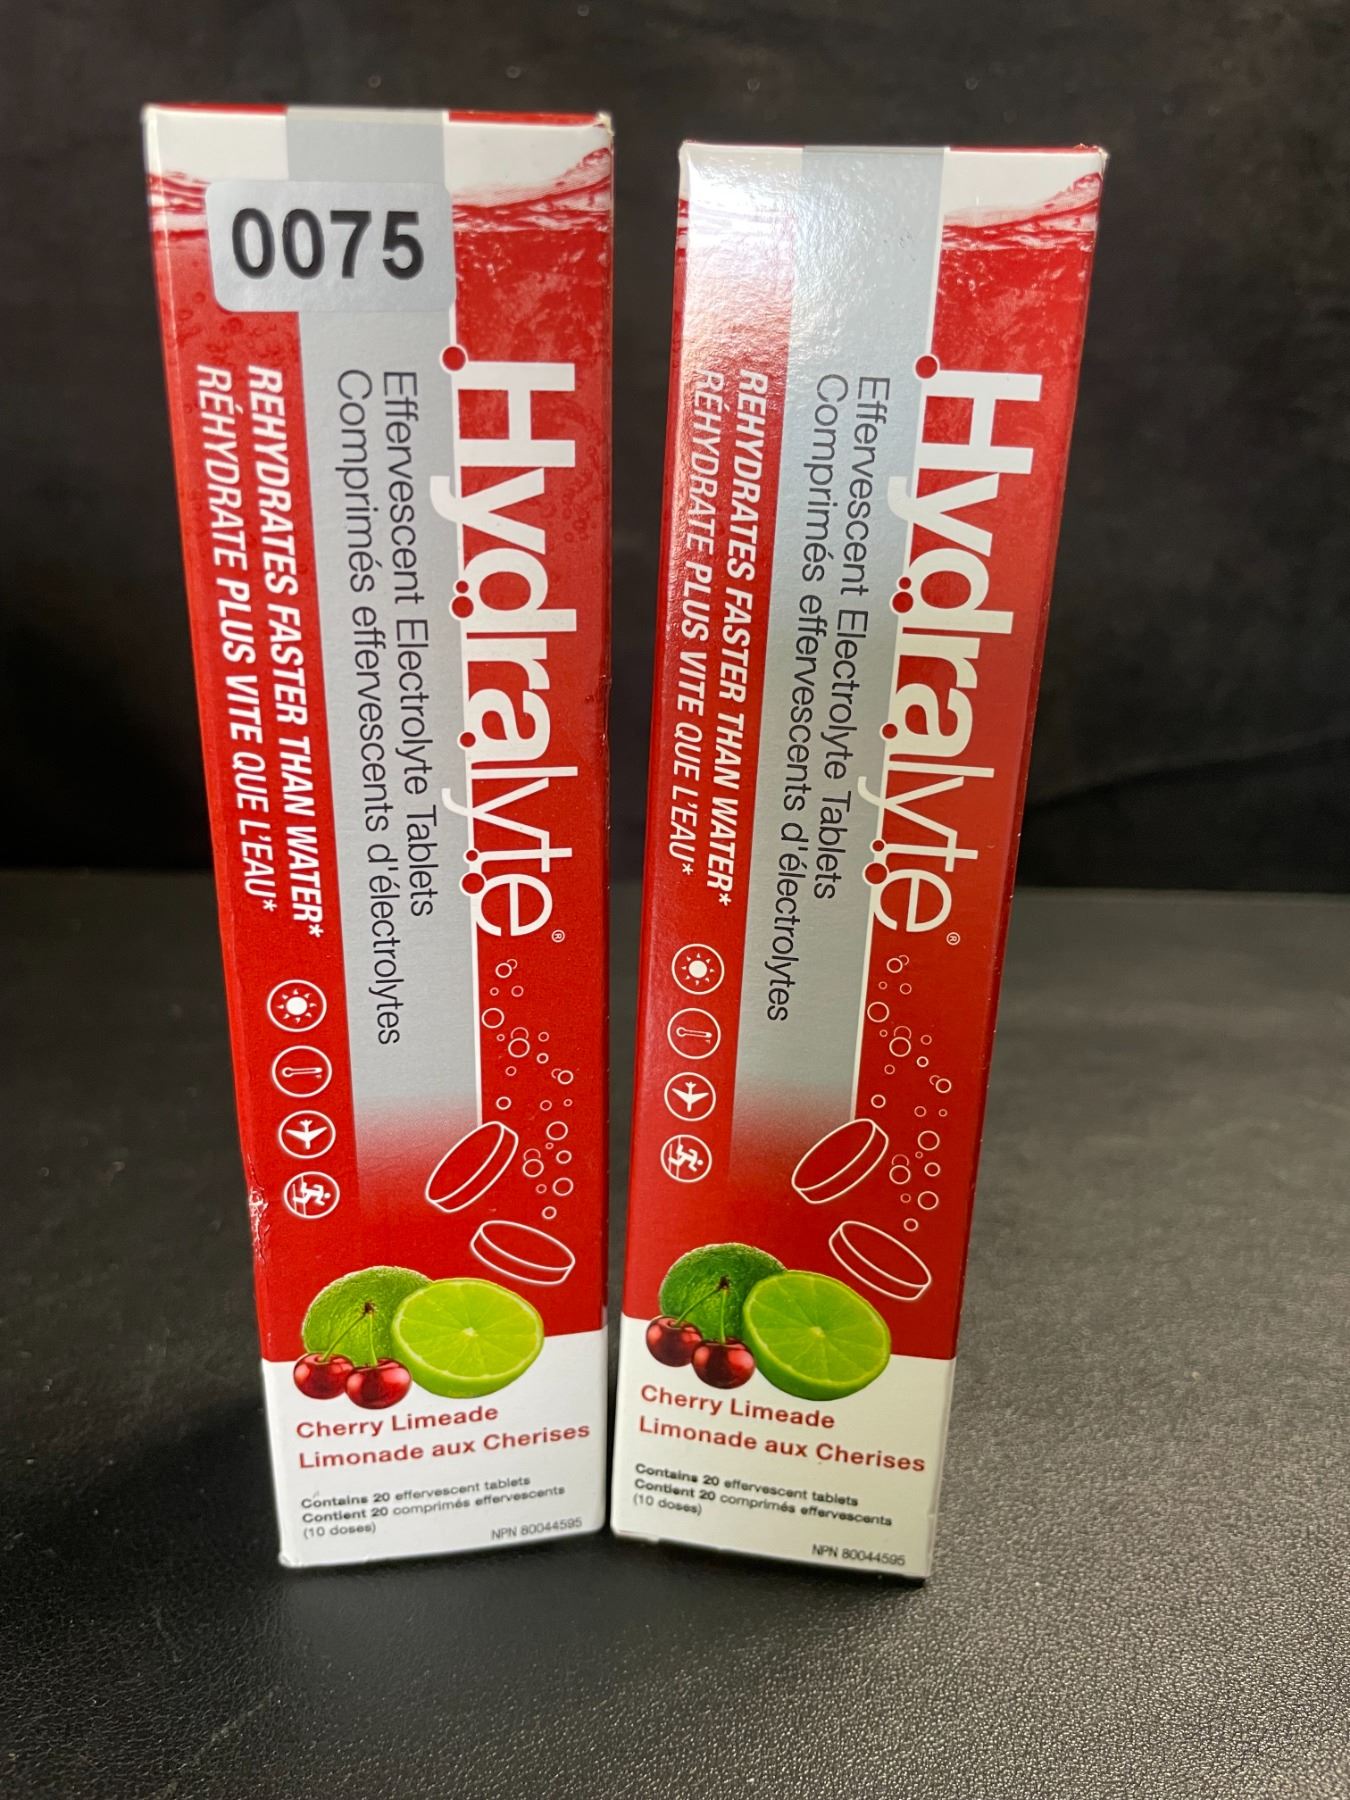 0075
Hydralyte®
Effervescent Electrolyte Tablets
Comprimés effervescents d'électrolytes
REHYDRATES FASTER THAN WATER*
RÉHYDRATE PLUS VITE QUE L'EAU*
Cherry Limeade
Limonade aux Cherises
Contains 20 effervescent tablets
Contient 20 comprimés effervescents
(10 doses)
NPN 80044595
Hydralyte®
Effervescent Electrolyte Tablets
Comprimés effervescents d'électrolytes
REHYDRATES FASTER THAN WATER*
RÉHYDRATE PLUS VITE QUE L'EAU*
Cherry Limeade
Limonade aux Cherises
Contains 20 effervescent tablets
Contient 20 comprimés effervescents
(10 doses)
NPN 80044595